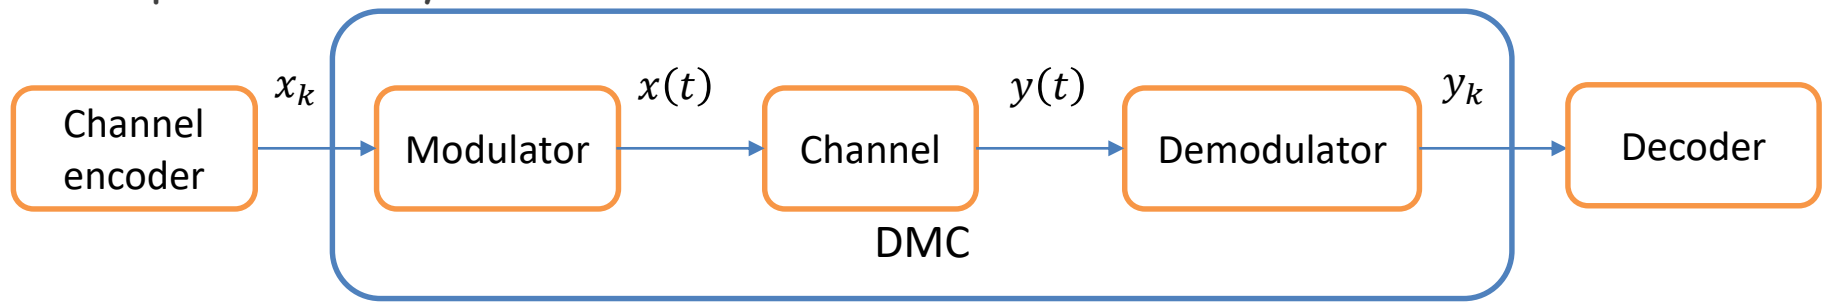 Channel
encoder
x_k
Modulator
x(t)
Channel
y(t)
Demodulator
y_k
Decoder
DMC